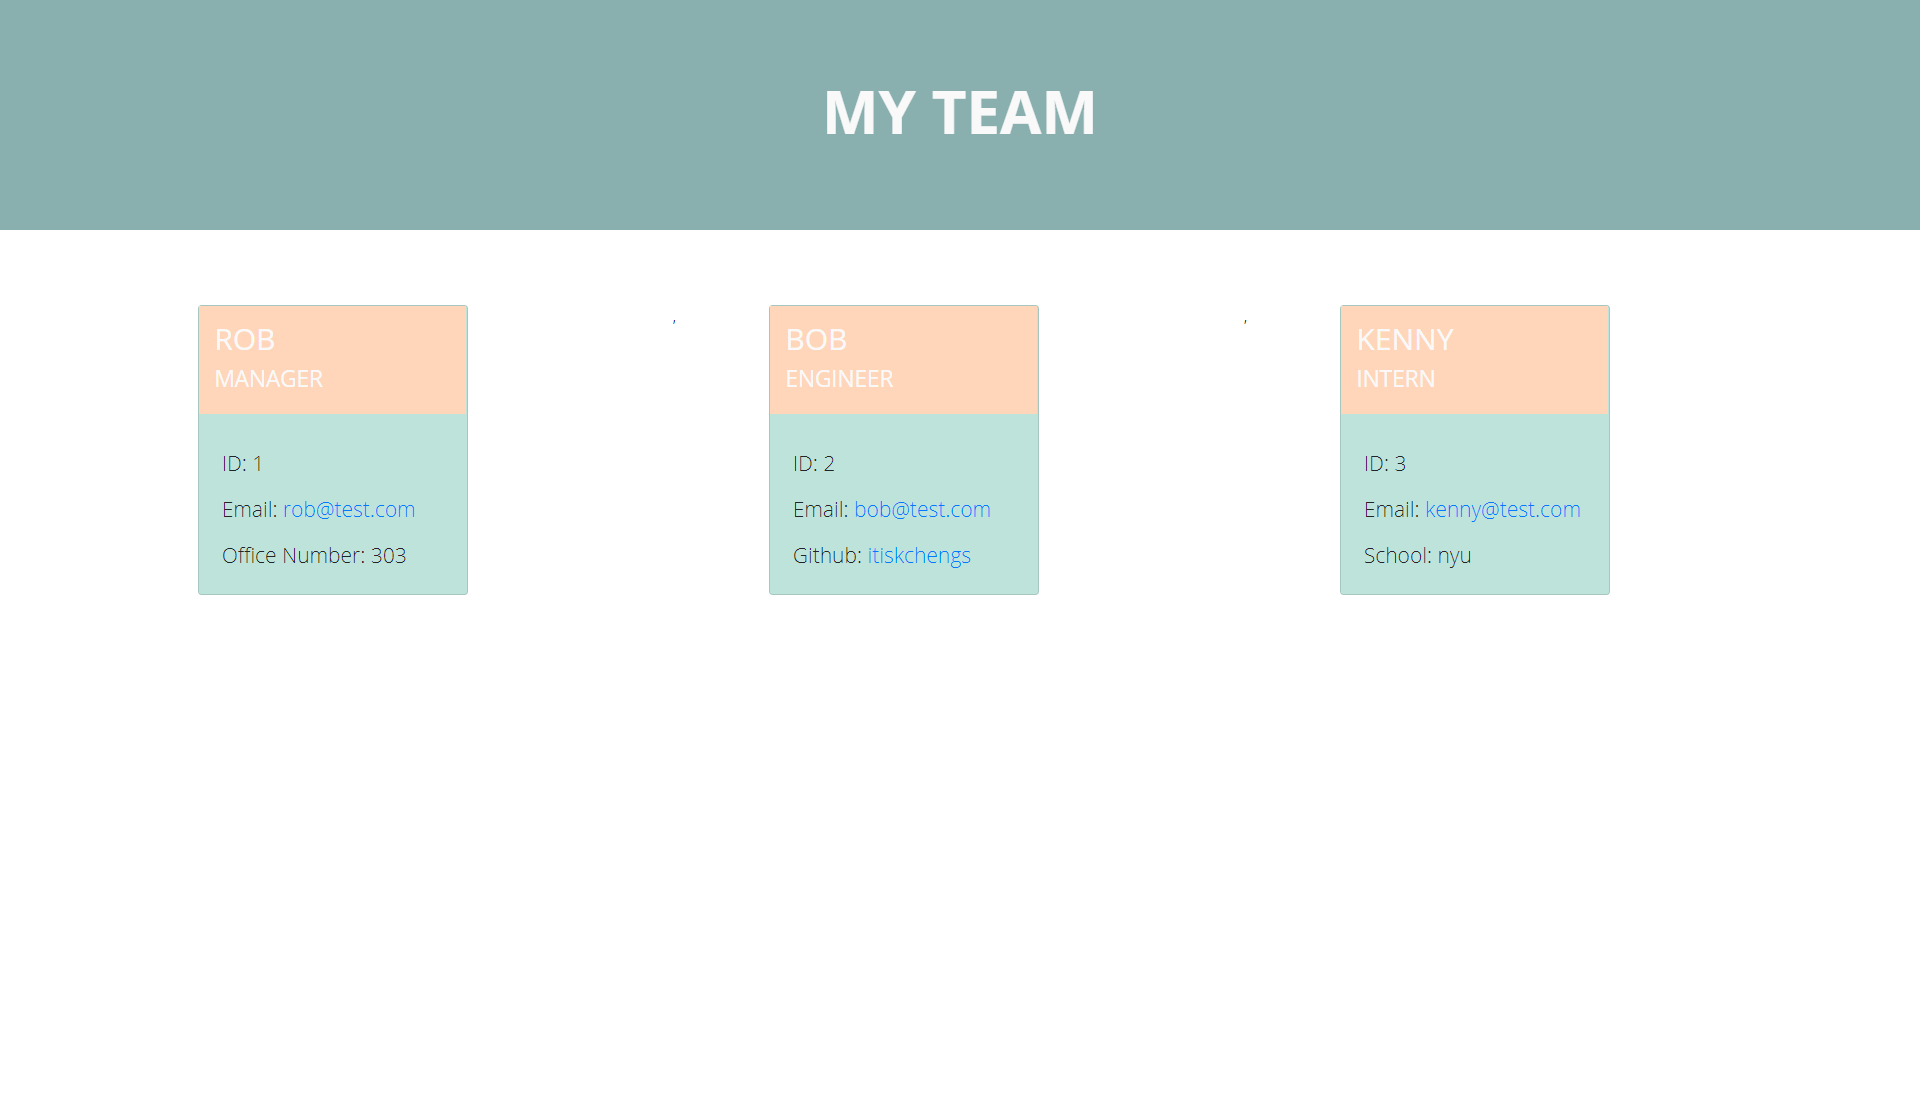 MY TEAM
ROB
MANAGER
ID: 1
Email: rob@test.com
Office Number: 303
,
BOB
ENGINEER
ID: 2
Email: bob@test.com
Github: itiskchengs
,
KENNY
INTERN
ID: 3
Email: kenny@test.com
School: nyu